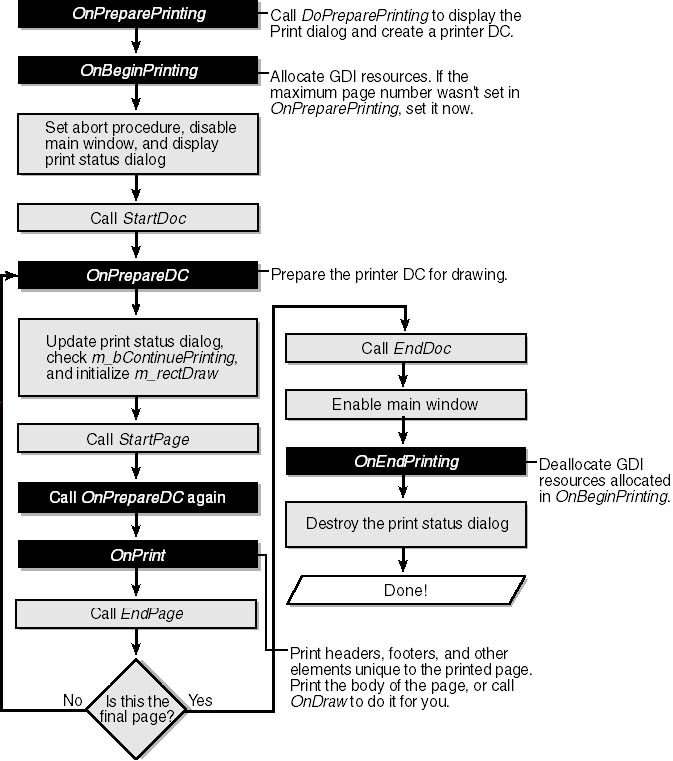 OnPreparePrinting
Call DoPreparePrinting to display the
Print dialog and create a printer DC.
OnBeginPrinting
Allocate GDI resources. If the
maximum page number wasn't set in
OnPreparePrinting, set it now.
Set abort procedure, disable
main window, and display
print status dialog
Call StartDoc
OnPrepareDC
Prepare the printer DC for drawing.
Update print status dialog,
check m_bContinuePrinting,
and initialize m_rectDraw
Call StartPage
Call OnPrepareDC again
OnPrint
Print headers, footers, and other
elements unique to the printed page.
Print the body of the page, or call
OnDraw to do it for you.
Call EndPage
Is this the
final page?
No
Yes
Call EndDoc
Enable main window
OnEndPrinting
Deallocate GDI
resources allocated
in OnBeginPrinting.
Destroy the print status dialog
Done!